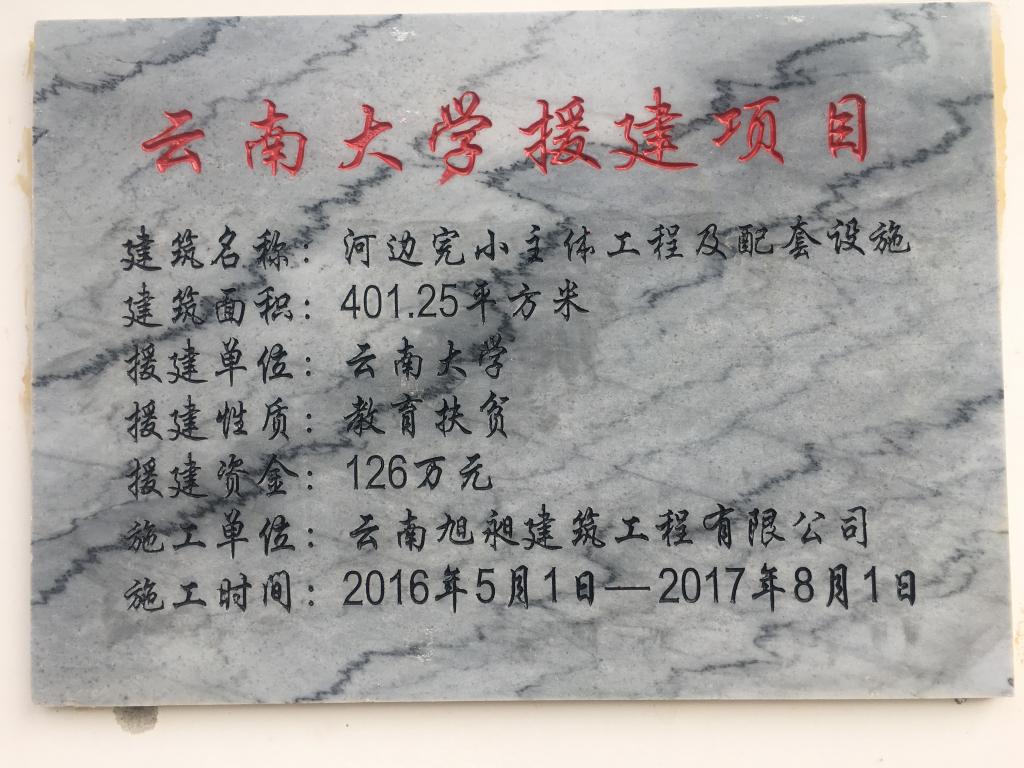 云南大学援建项目
建筑名称：河边完小主体工程及配套设施
建筑面积：401.25平方米
援建单位：云南大学
援建性质：教育扶贫
援建资金：126万元
施工单位：云南旭昶建筑工程有限公司
施工时间：2016年5月1日—2017年8月1日